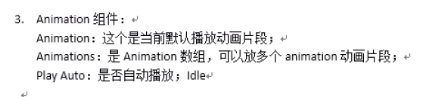 3. Animation 组件：
Animation：这个是当前默认播放动画片段；
Animations：是 Animation 数组，可以放多个 animation 动画片段；
Play Auto：是否自动播放；Idle